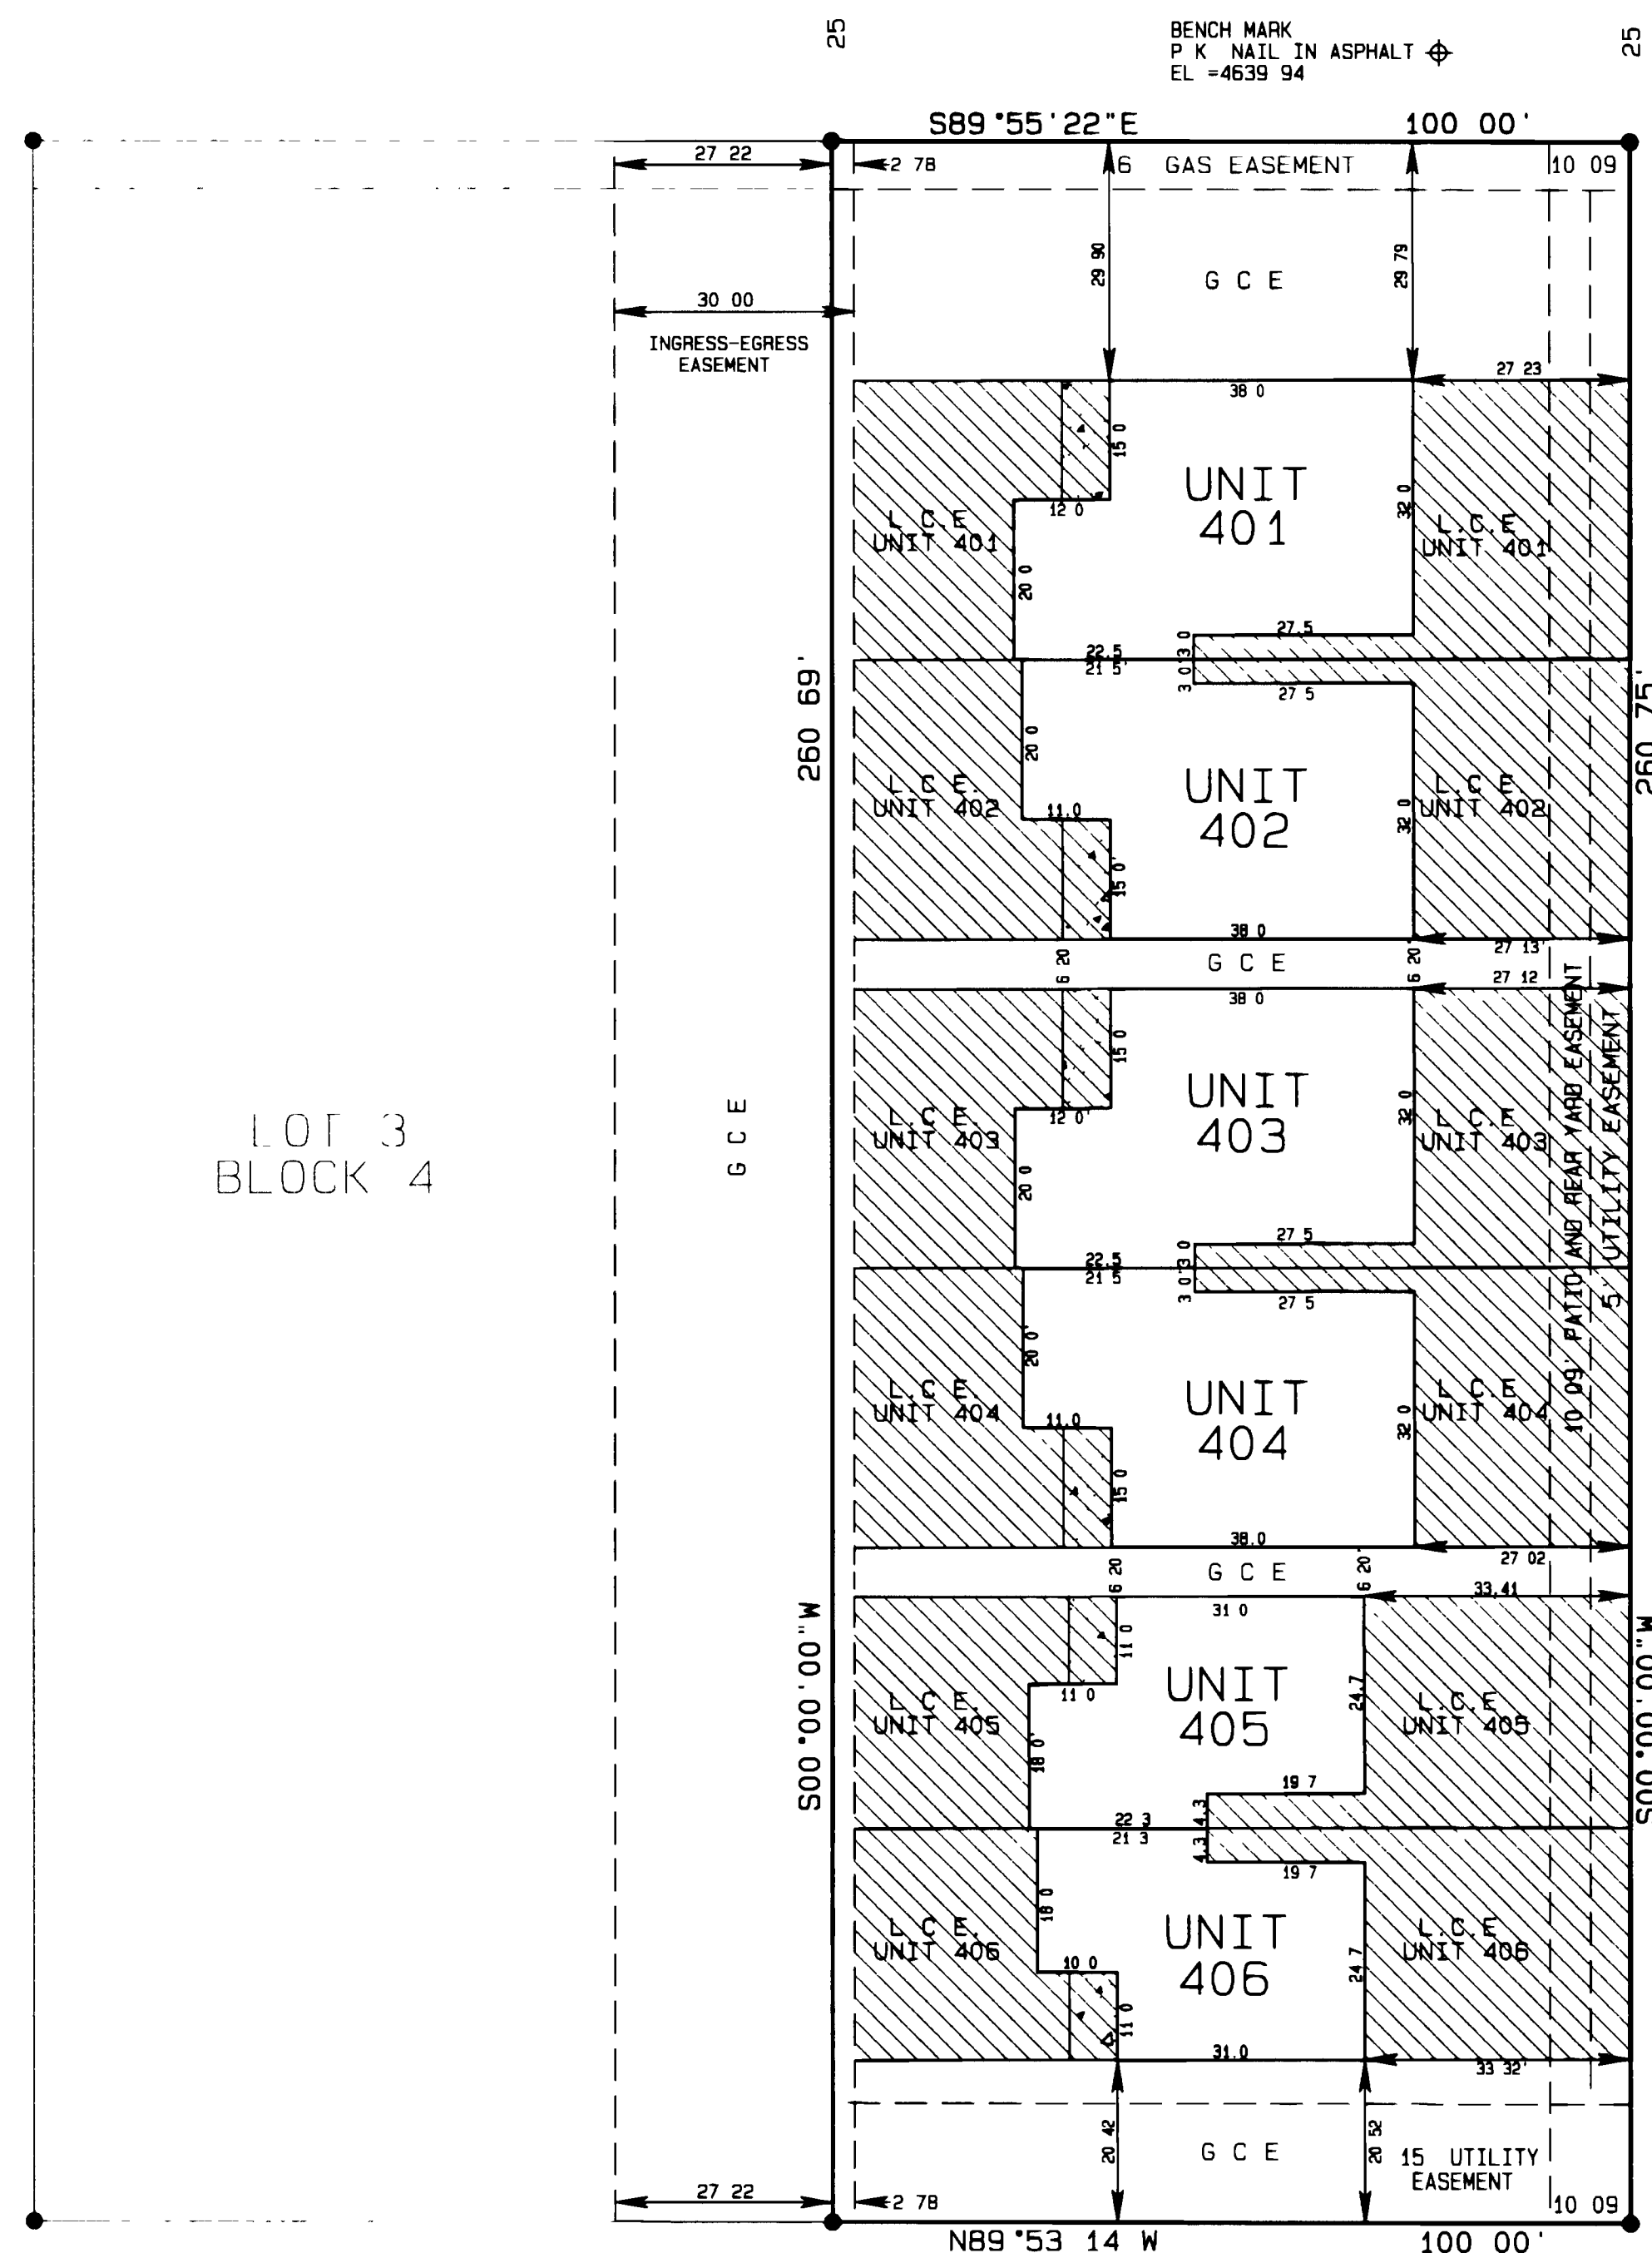 25
BENCH MARK
P K NAIL IN ASPHALT
EL =4639 94
25
S89°55'22"E 100 00'
27 22
2 78
6 GAS EASEMENT
10 09
29 90
G C E
29 79
30 00
INGRESS-EGRESS
EASEMENT
27 23
38 0
15 0
UNIT
401
32 0
12 0
L.C.E.
UNIT 401
L.C.E.
UNIT 401
20 0
27.5
3 0
22.5
21 5
3 0
27 5
260 69'
260 75'
20 0
L C E.
UNIT 402
UNIT
402
L C E.
UNIT 402
11.0
32 0
15 0'
38 0
27 13'
6 20
G C E
6 20'
27 12
38 0
15 0
UNIT
403
32 0
12 0'
L.C E.
UNIT 403
L.C.E
UNIT 403
10 09' PATIO AND REAR YARD EASEMENT
5' UTILITY EASEMENT
LOT 3
BLOCK 4
G C E
20 0
27 5
3 0
22.5
21 5
3 0'
27 5
20 0'
L.C E.
UNIT 404
UNIT
404
L.C.E
UNIT 404
11.0
32 0
15 0
38.0
27 02
6 20
G C E
6 20'
33.41
31 0
11 0
S00°00'00"W
S00°00'00"W
UNIT
405
24.7
11 0
L C E.
UNIT 405
L.C.E
UNIT 405
18 0'
19 7
4.3
22 3
21 3
4.3
19 7
18 0
L C E.
UNIT 406
UNIT
406
L.C.E
UNIT 406
10 0
24 7
11 0
31.0
33 32'
20 42
G C E
20 52
15 UTILITY
EASEMENT
27 22
2 78
10 09
N89°53 14 W 100 00'